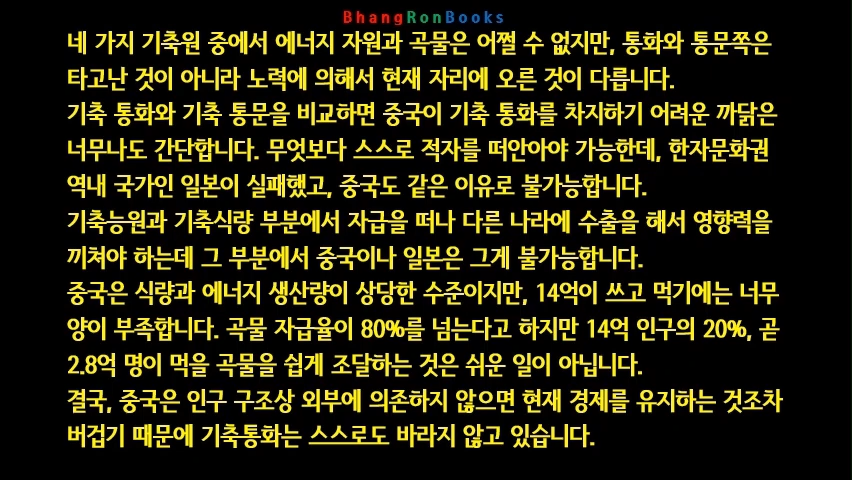 BhangRonBooks
네 가지 기축원 중에서 에너지 자원과 곡물은 어쩔 수 없지만, 통화와 통문쪽은
타고난 것이 아니라 노력에 의해서 현재 자리에 오른 것이 다릅니다.
기축 통화와 기축 통문을 비교하면 중국이 기축 통화를 차지하기 어려운 까닭은
너무나도 간단합니다. 무엇보다 스스로 적자를 떠안아야 가능한데, 한자문화권
역내 국가인 일본이 실패했고, 중국도 같은 이유로 불가능합니다.
기축능원과 기축식량 부분에서 자급을 떠나 다른 나라에 수출을 해서 영향력을
끼쳐야 하는데 그 부분에서 중국이나 일본은 그게 불가능합니다.
중국은 식량과 에너지 생산량이 상당한 수준이지만, 14억이 쓰고 먹기에는 너무
양이 부족합니다. 곡물 자급율이 80%를 넘는다고 하지만 14억 인구의 20%, 곧
2.8억 명이 먹을 곡물을 쉽게 조달하는 것은 쉬운 일이 아닙니다.
결국, 중국은 인구 구조상 외부에 의존하지 않으면 현재 경제를 유지하는 것조차
버겁기 때문에 기축통화는 스스로도 바라지 않고 있습니다.